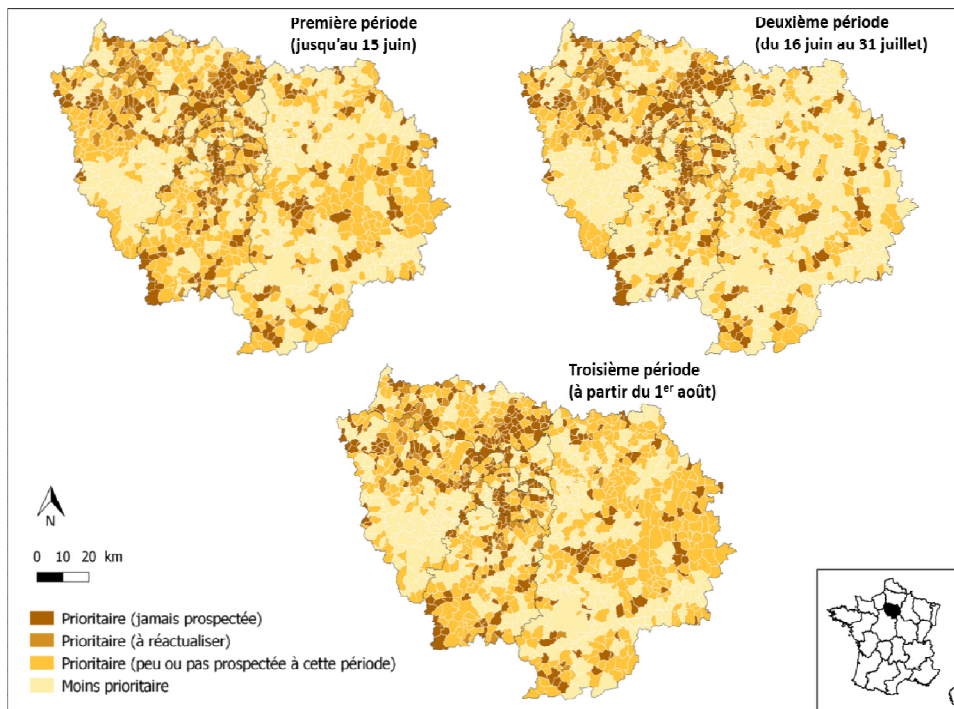 Première période
(jusqu'au 15 juin)
Deuxième période
(du 16 juin au 31 juillet)
Troisième période
(à partir du 1er août)
N
0 10 20 km
Prioritaire (jamais prospectée)
Prioritaire (à réactualiser)
Prioritaire (peu ou pas prospectée à cette période)
Moins prioritaire